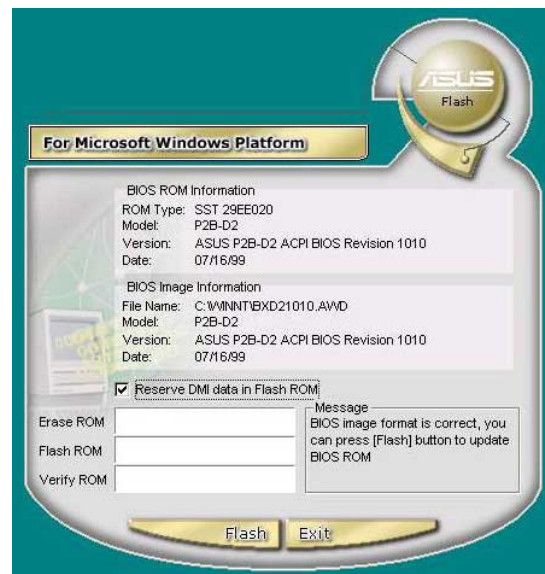 ASUS
Flash
For Microsoft Windows Platform
BIOS ROM Information
ROM Type: SST 29EE020
Model: P2B-D2
Version: ASUS P2B-D2 ACPI BIOS Revision 1010
Date: 07/16/99
BIOS Image Information
File Name: C:\WINNT\BXD21010.AWD
Model: P2B-D2
Version: ASUS P2B-D2 ACPI BIOS Revision 1010
Date: 07/16/99
Reserve DMI data in Flash ROM
Erase ROM
Flash ROM
Verify ROM
Message
BIOS image format is correct, you
can press [Flash] button to update
BIOS ROM
Flash
Exit